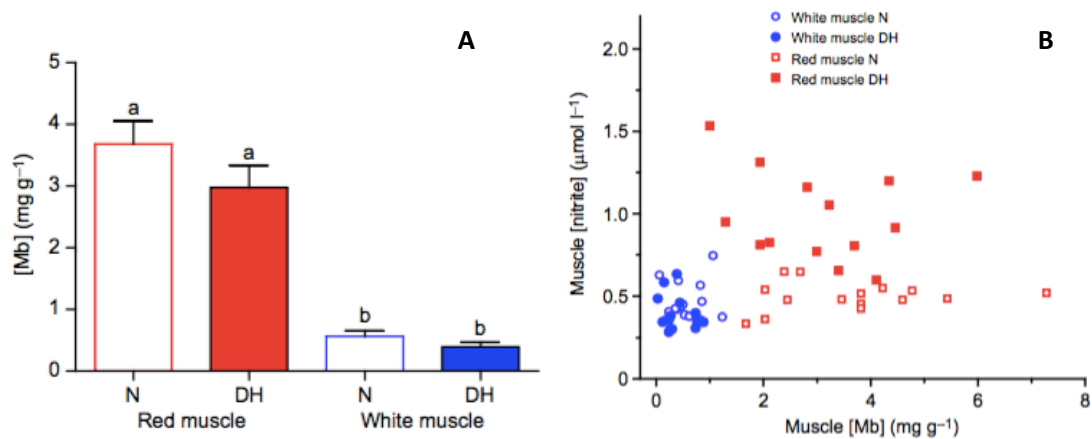 A
[Mb] (mg g⁻¹)
5
4
3
2
1
0
a
a
b
b
N
DH
N
DH
Red muscle
White muscle
B
White muscle N
White muscle DH
Red muscle N
Red muscle DH
Muscle [nitrite] (µmol l⁻¹)
2.0
1.5
1.0
0.5
0
0
2
4
6
8
Muscle [Mb] (mg g⁻¹)